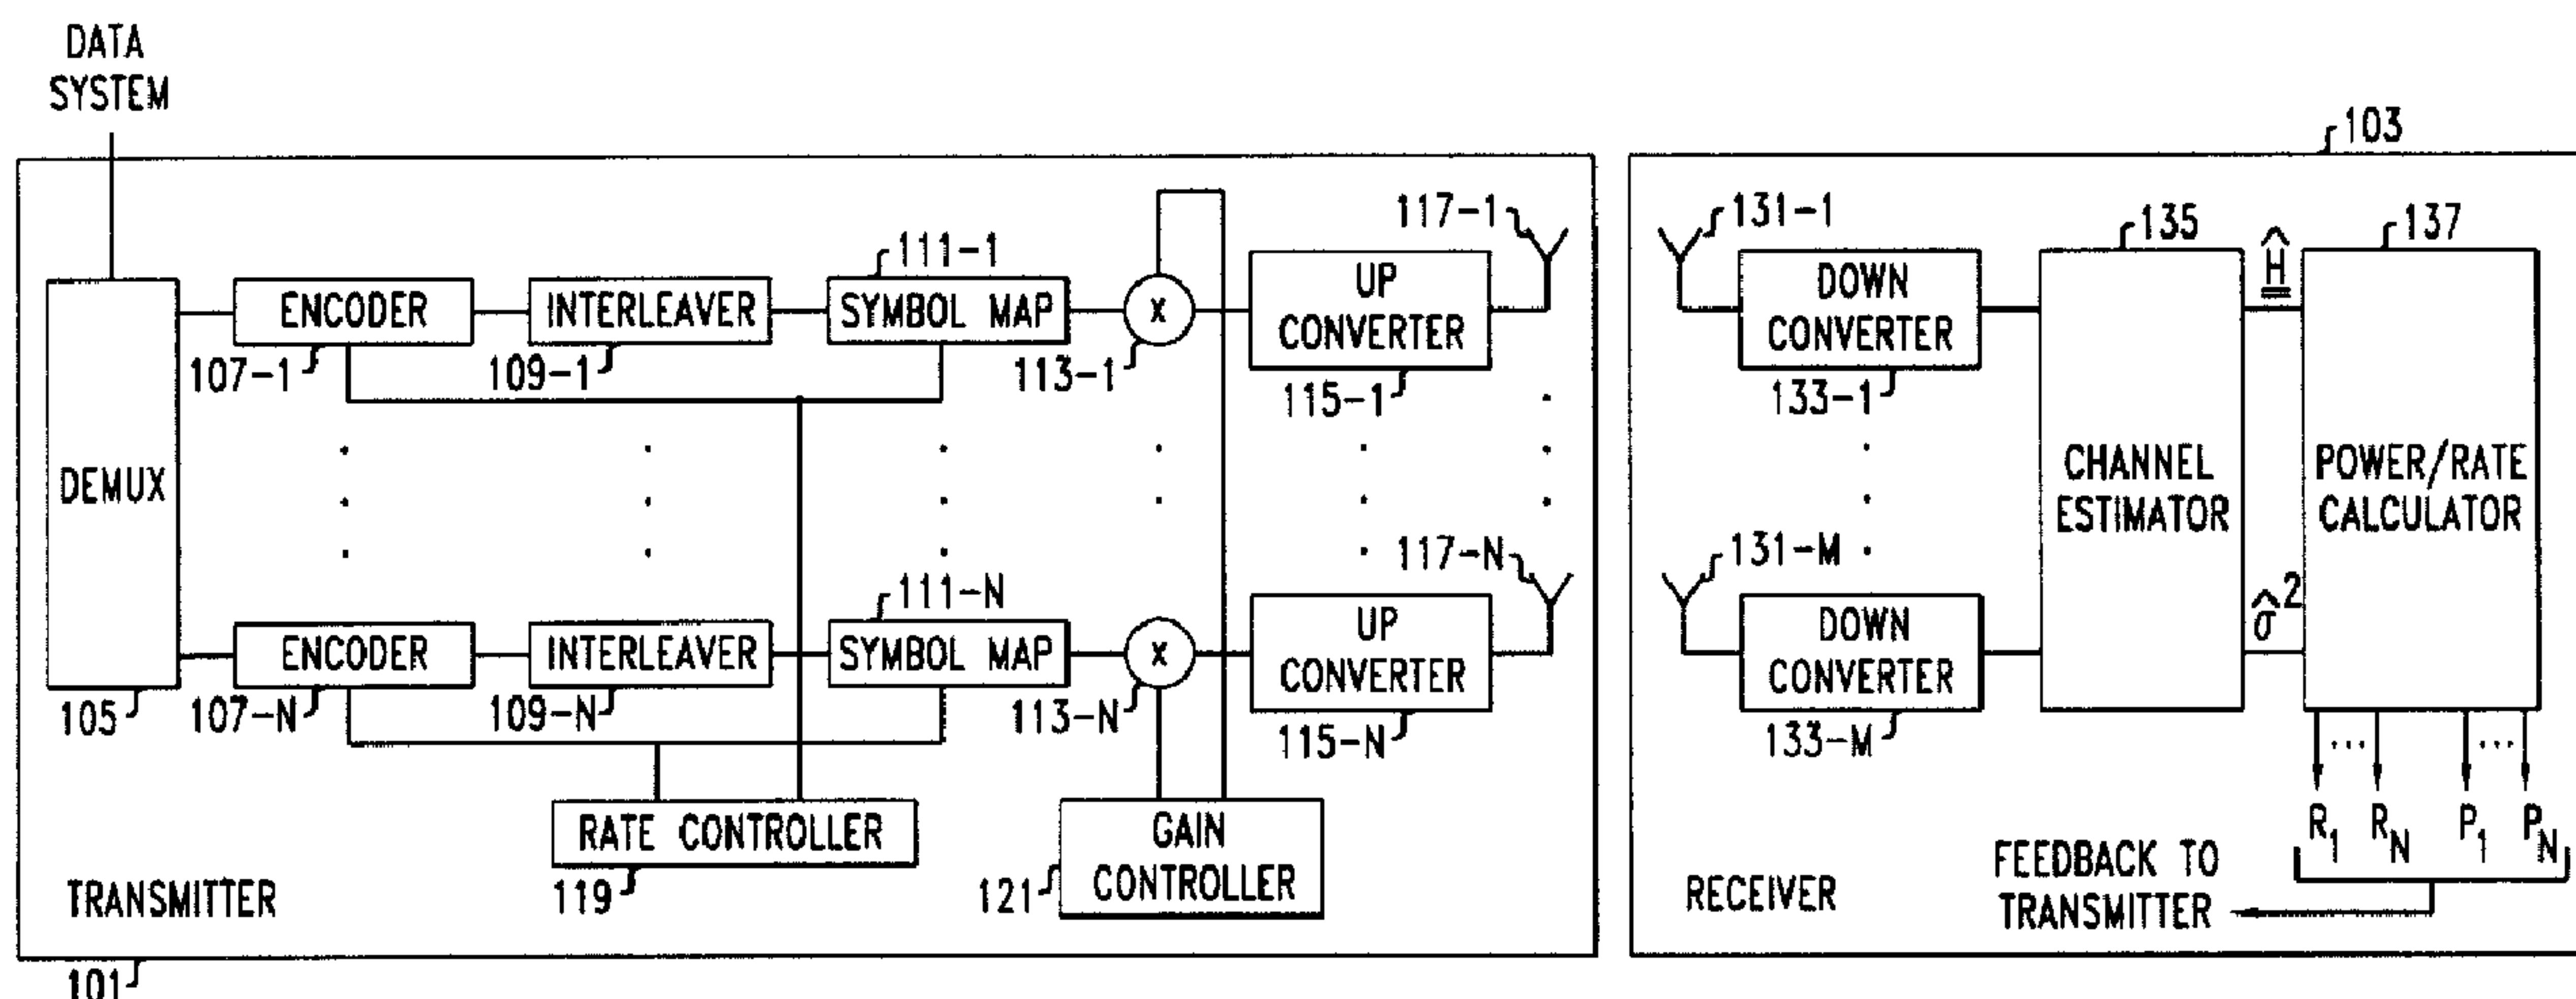 DATA
SYSTEM
103
117-1
131-1
135
Ĥ
137
111-1
DEMUX
ENCODER
INTERLEAVER
SYMBOL MAP
X
UP
CONVERTER
DOWN
CONVERTER
CHANNEL
ESTIMATOR
POWER/RATE
CALCULATOR
107-1
109-1
113-1
115-1
133-1
117-N
131-M
111-N
σ̂²
ENCODER
INTERLEAVER
SYMBOL MAP
X
UP
CONVERTER
DOWN
CONVERTER
105
107-N
109-N
113-N
115-N
133-M
RATE CONTROLLER
119
GAIN
CONTROLLER
121
R₁ ... R_N P₁ ... P_N
FEEDBACK TO
TRANSMITTER
TRANSMITTER
RECEIVER
101